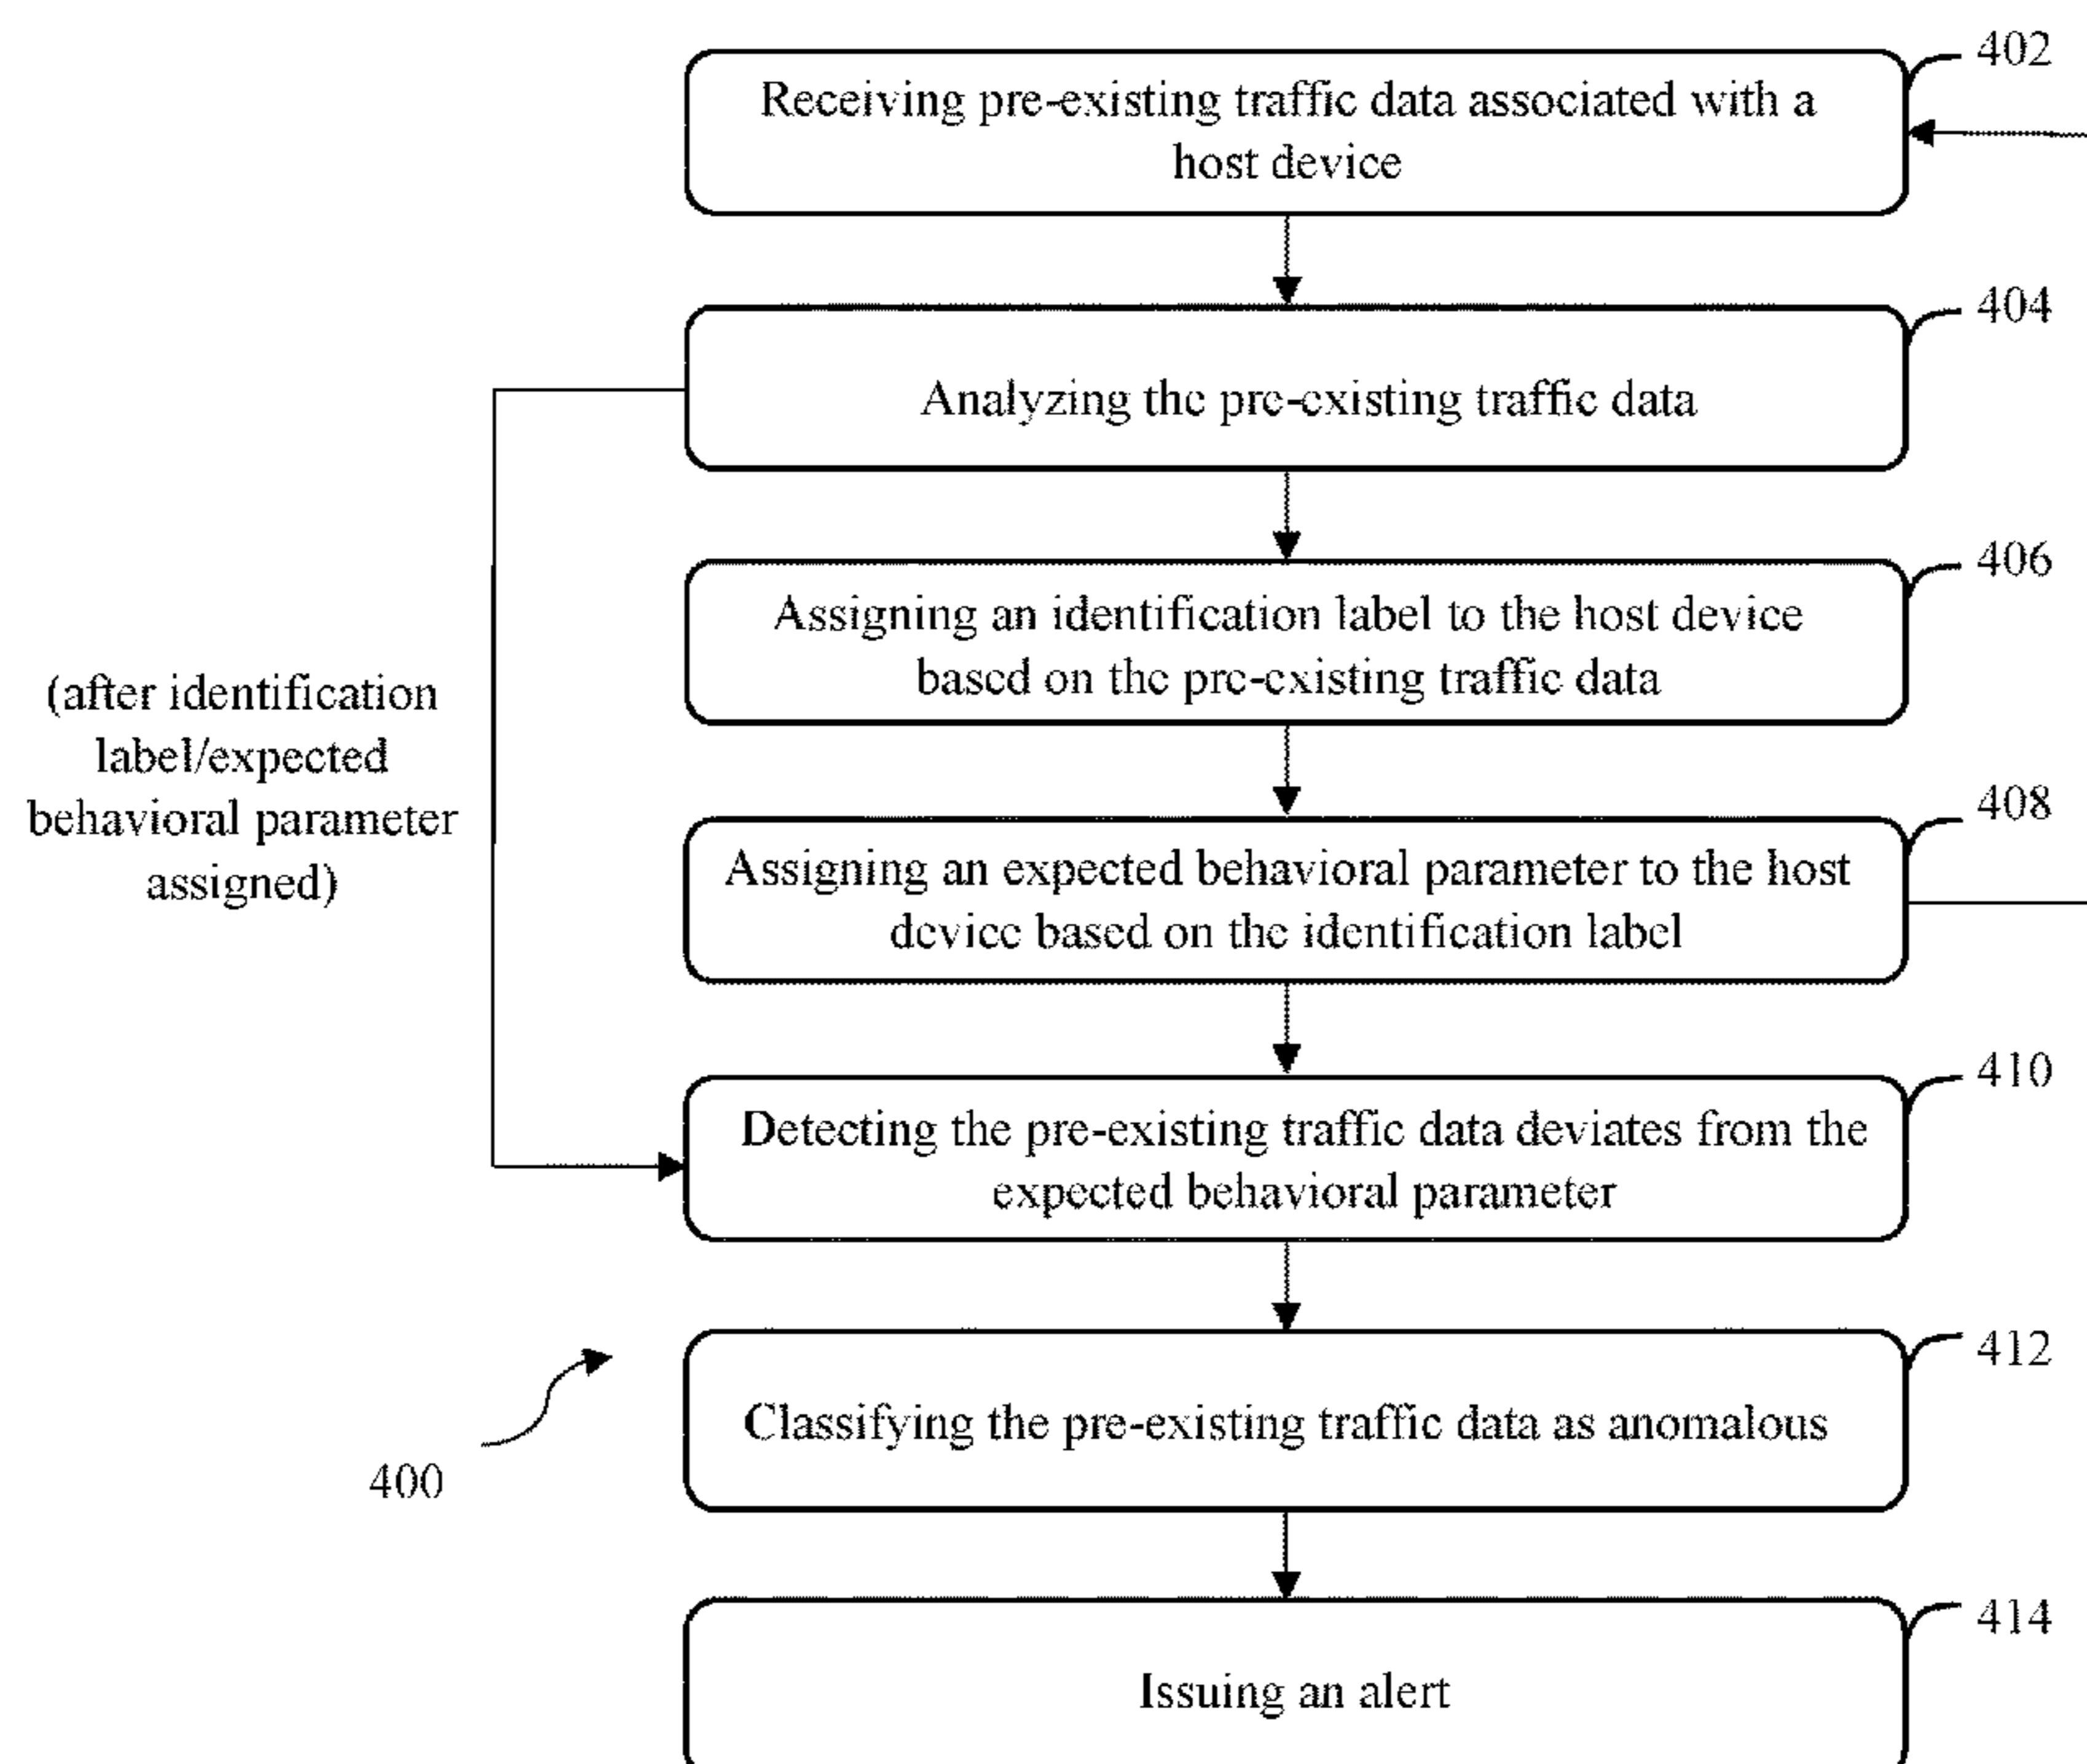 402
Receiving pre-existing traffic data associated with a
host device
404
Analyzing the pre-existing traffic data
406
Assigning an identification label to the host device
based on the pre-existing traffic data
(after identification
label/expected
behavioral parameter
assigned)
408
Assigning an expected behavioral parameter to the host
device based on the identification label
410
Detecting the pre-existing traffic data deviates from the
expected behavioral parameter
412
Classifying the pre-existing traffic data as anomalous
400
414
Issuing an alert